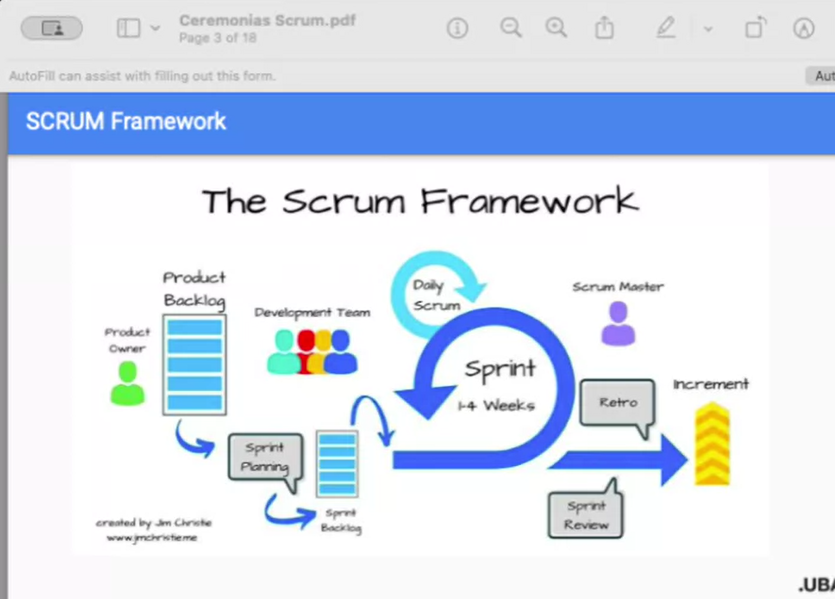 Ceremonias Scrum.pdf
Page 3 of 18
AutoFill can assist with filling out this form.
Aut
SCRUM Framework
The Scrum Framework
Product
Backlog
Product
Owner
Development Team
Daily
Scrum
Scrum Master
Sprint
1-4 Weeks
Retro
Increment
Sprint
Planning
Sprint
Backlog
Sprint
Review
created by Jim Christie
www.jmchristie.me
.UBA